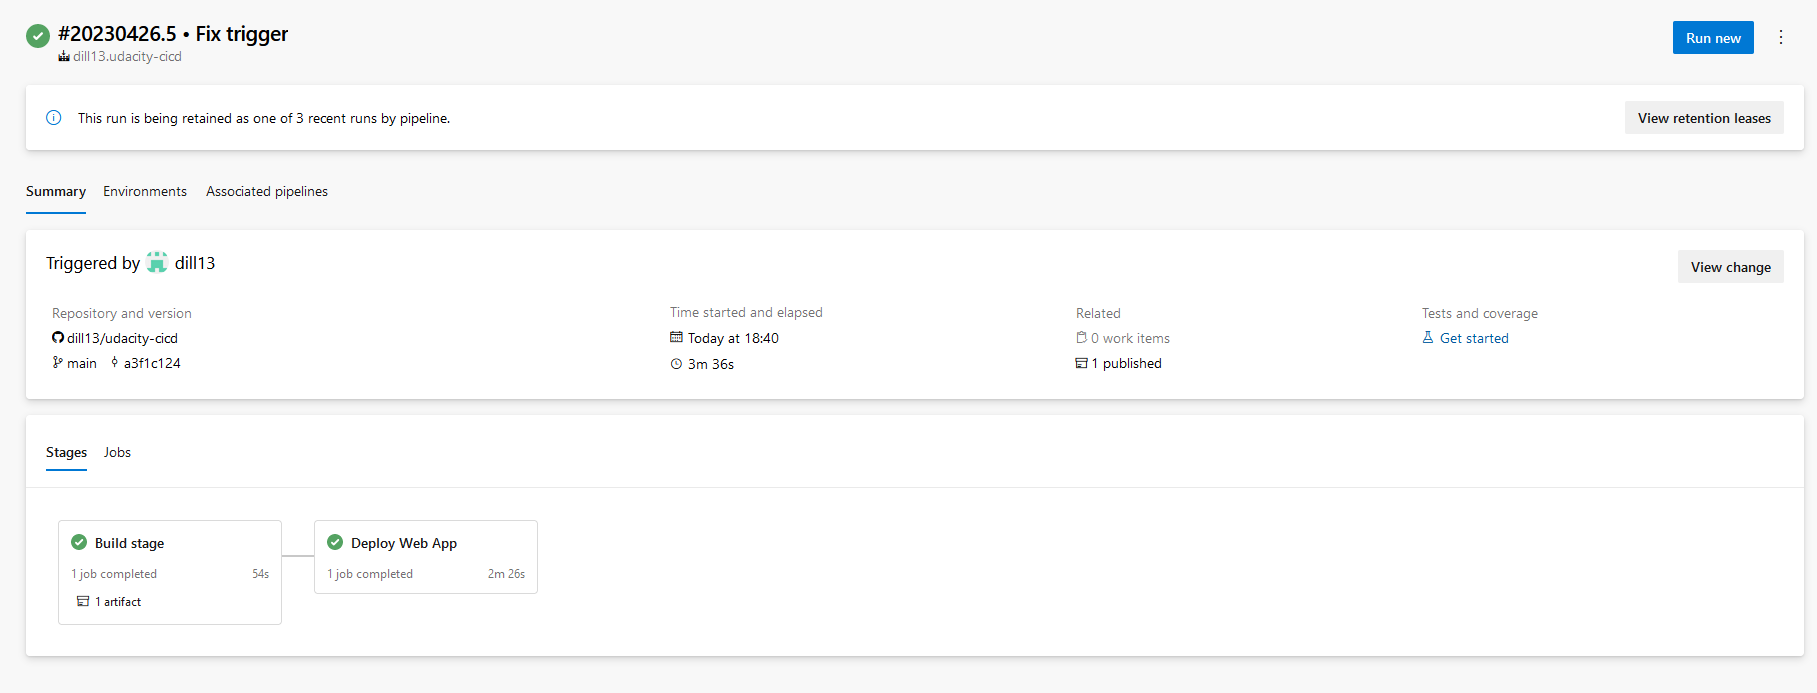 #20230426.5 • Fix trigger
dill13.udacity-cicd
Run new
This run is being retained as one of 3 recent runs by pipeline.
View retention leases
Summary Environments Associated pipelines
Triggered by dill13
View change
Repository and version
dill13/udacity-cicd
main a3f1c124
Time started and elapsed
Today at 18:40
3m 36s
Related
0 work items
1 published
Tests and coverage
Get started
Stages Jobs
Build stage
1 job completed 54s
1 artifact
Deploy Web App
1 job completed 2m 26s